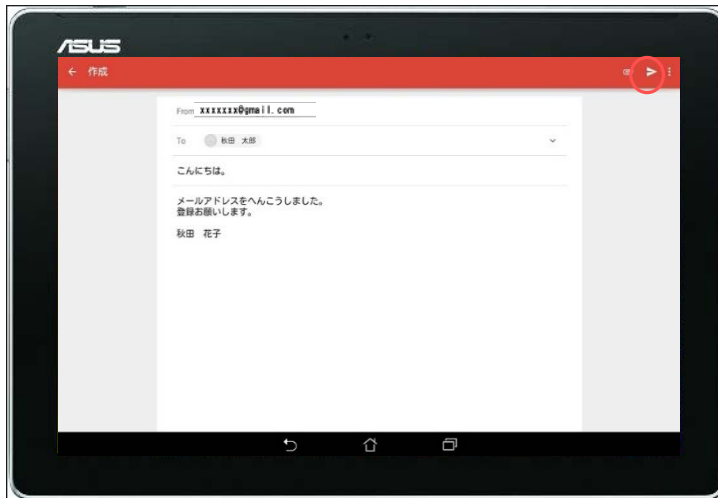 ASUS
作成
From xxxxxxx@gmail.com
To 秋田 太郎
こんにちは。
メールアドレスをへんこうしました。
登録お願いします。
秋田 花子